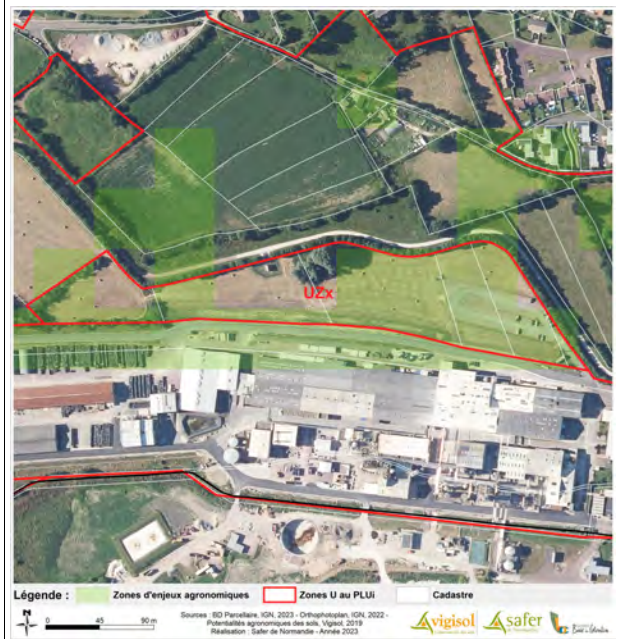 UZx
Légende : Zones d'enjeux agronomiques Zones U au PLUi Cadastre
N
0 45 90 m
Sources : BD Parcellaire, IGN, 2023 - Orthophotoplan, IGN, 2022 -
Potentialités agronomiques des sols, Vigisol, 2019
Réalisation : Safer de Normandie - Année 2023
vigisol
safer